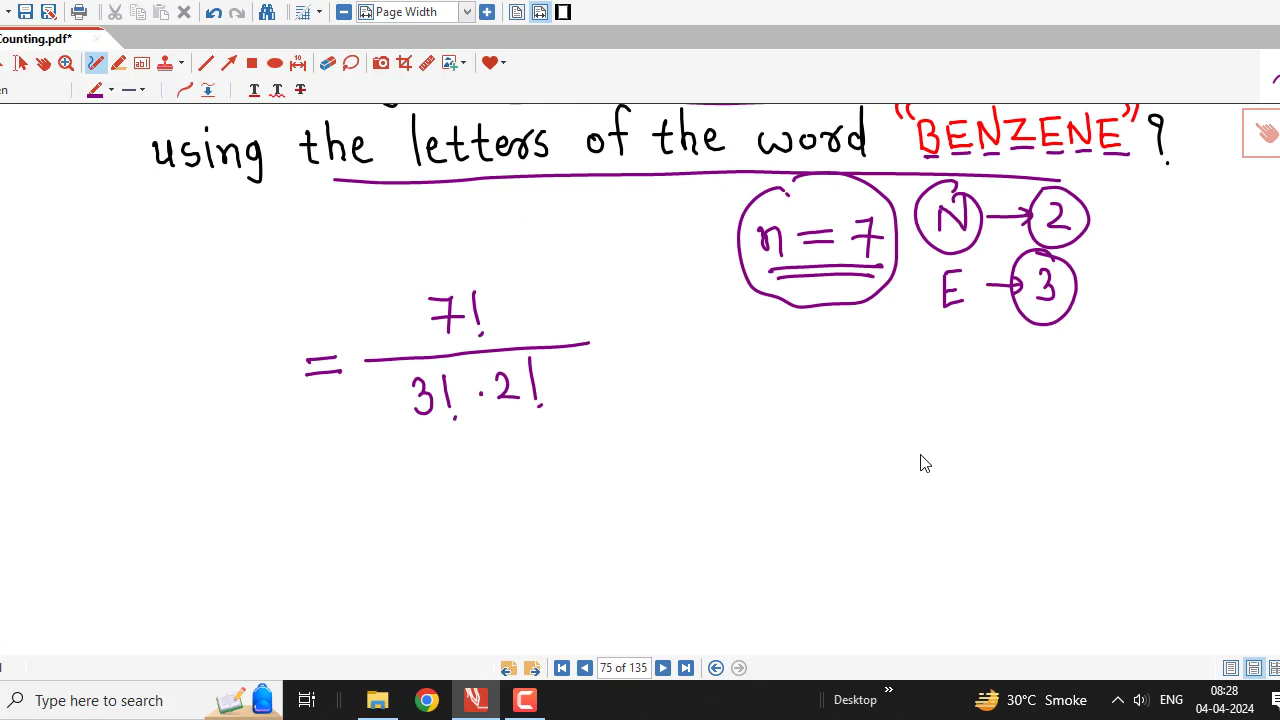 Page Width
Counting.pdf*
using the letters of the word "BENZENE"?
n = 7 N → 2
E → 3
7!
=
3! . 2!
75 of 135
Type here to search
Desktop
30°C Smoke
ENG
08:28
04-04-2024